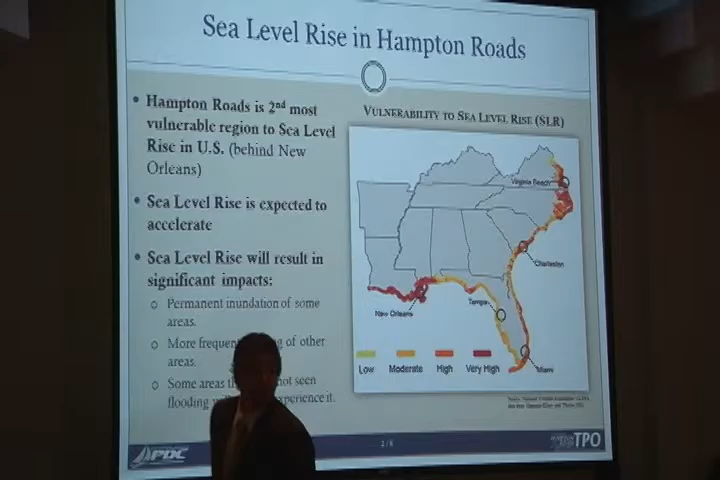 Sea Level Rise in Hampton Roads
• Hampton Roads is 2nd most
vulnerable region to Sea Level
Rise in U.S. (behind New
Orleans)
• Sea Level Rise is expected to
accelerate
• Sea Level Rise will result in
significant impacts:
o Permanent inundation of some
areas.
o More frequen of other
areas.
o Some areas not seen
flooding xperience it.
VULNERABILITY TO SEA LEVEL RISE (SLR)
Virginia Beach
Charleston
Tampa
New Orleans
Miami
Low Moderate High Very High
PDC
TPO